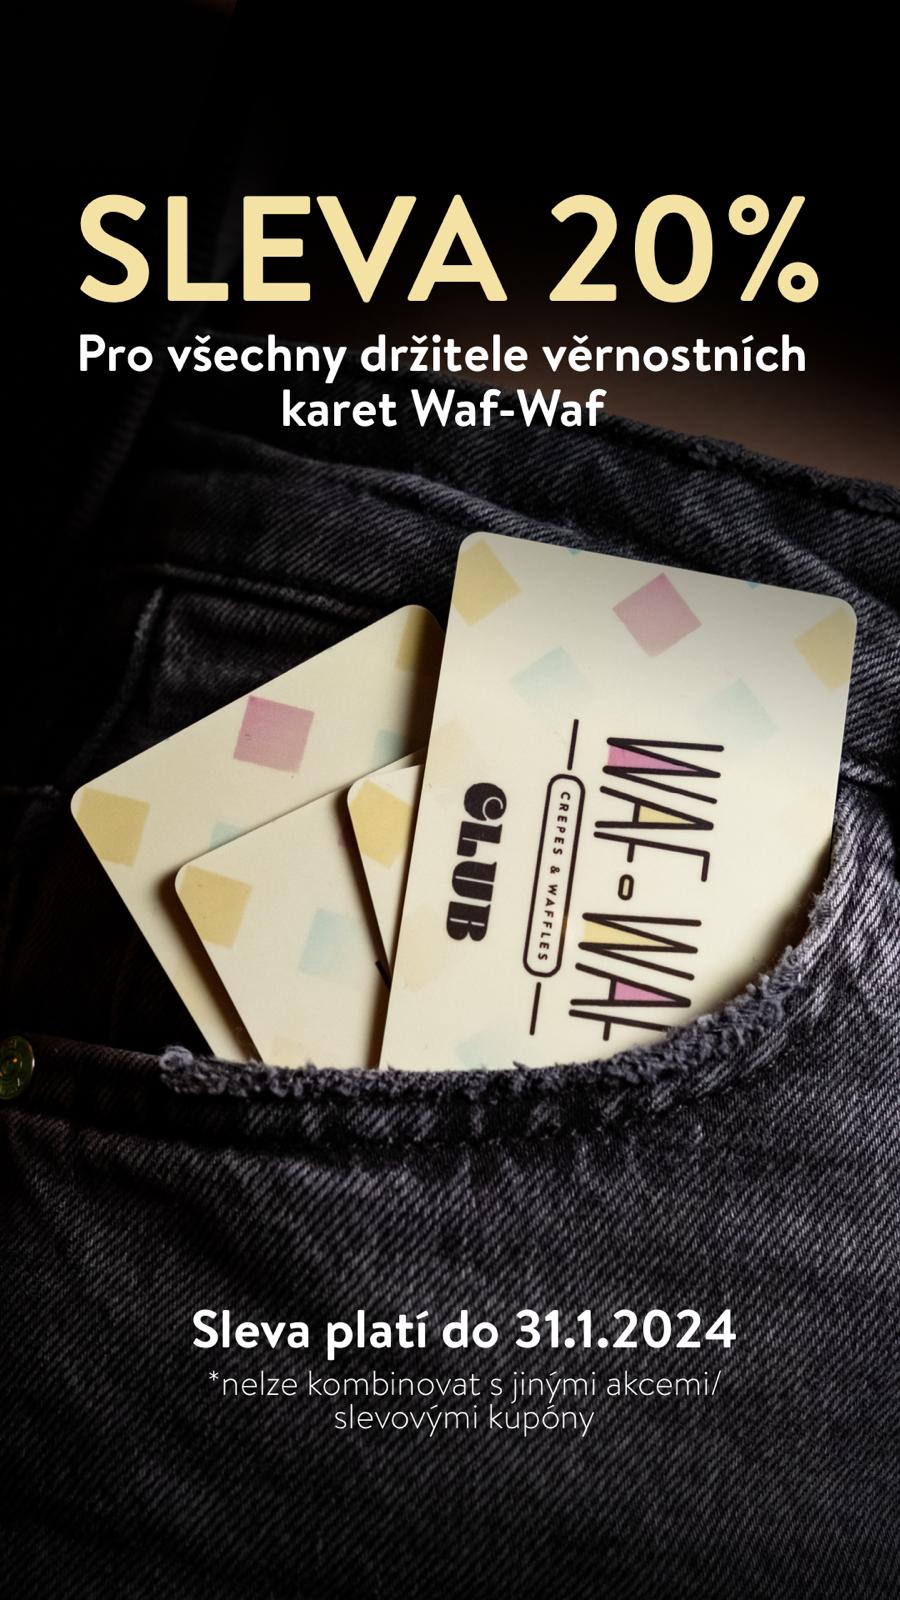 SLEVA 20%
Pro všechny držitele věrnostních
karet Waf-Waf
WAF-WAF
CREPES & WAFFLES
CLUB
Sleva platí do 31.1.2024
*nelze kombinovat s jinými akcemi/
slevovými kupóny